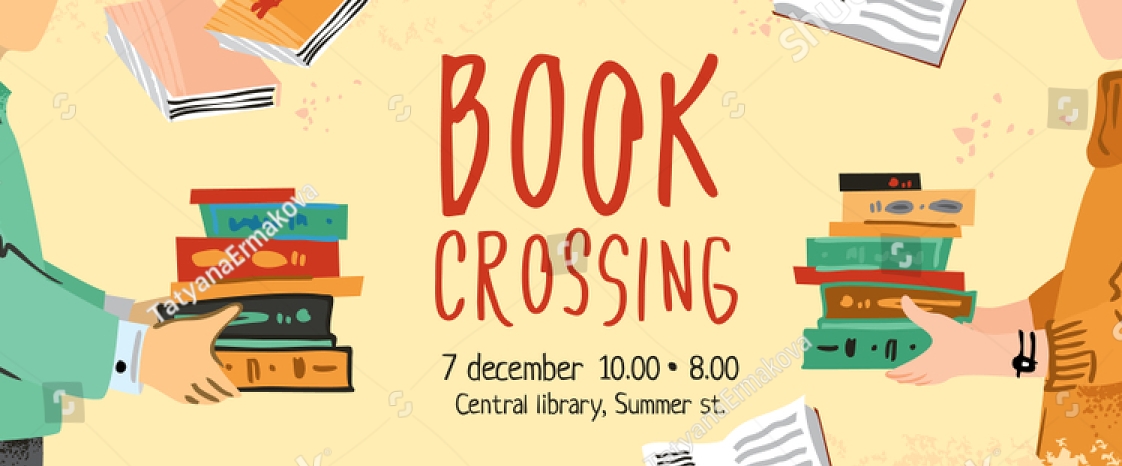 BOOK
CROSSING
7 december 10.00 • 8.00
Central library, Summer st.
TatyanaErmakova
TatyanaErmakova